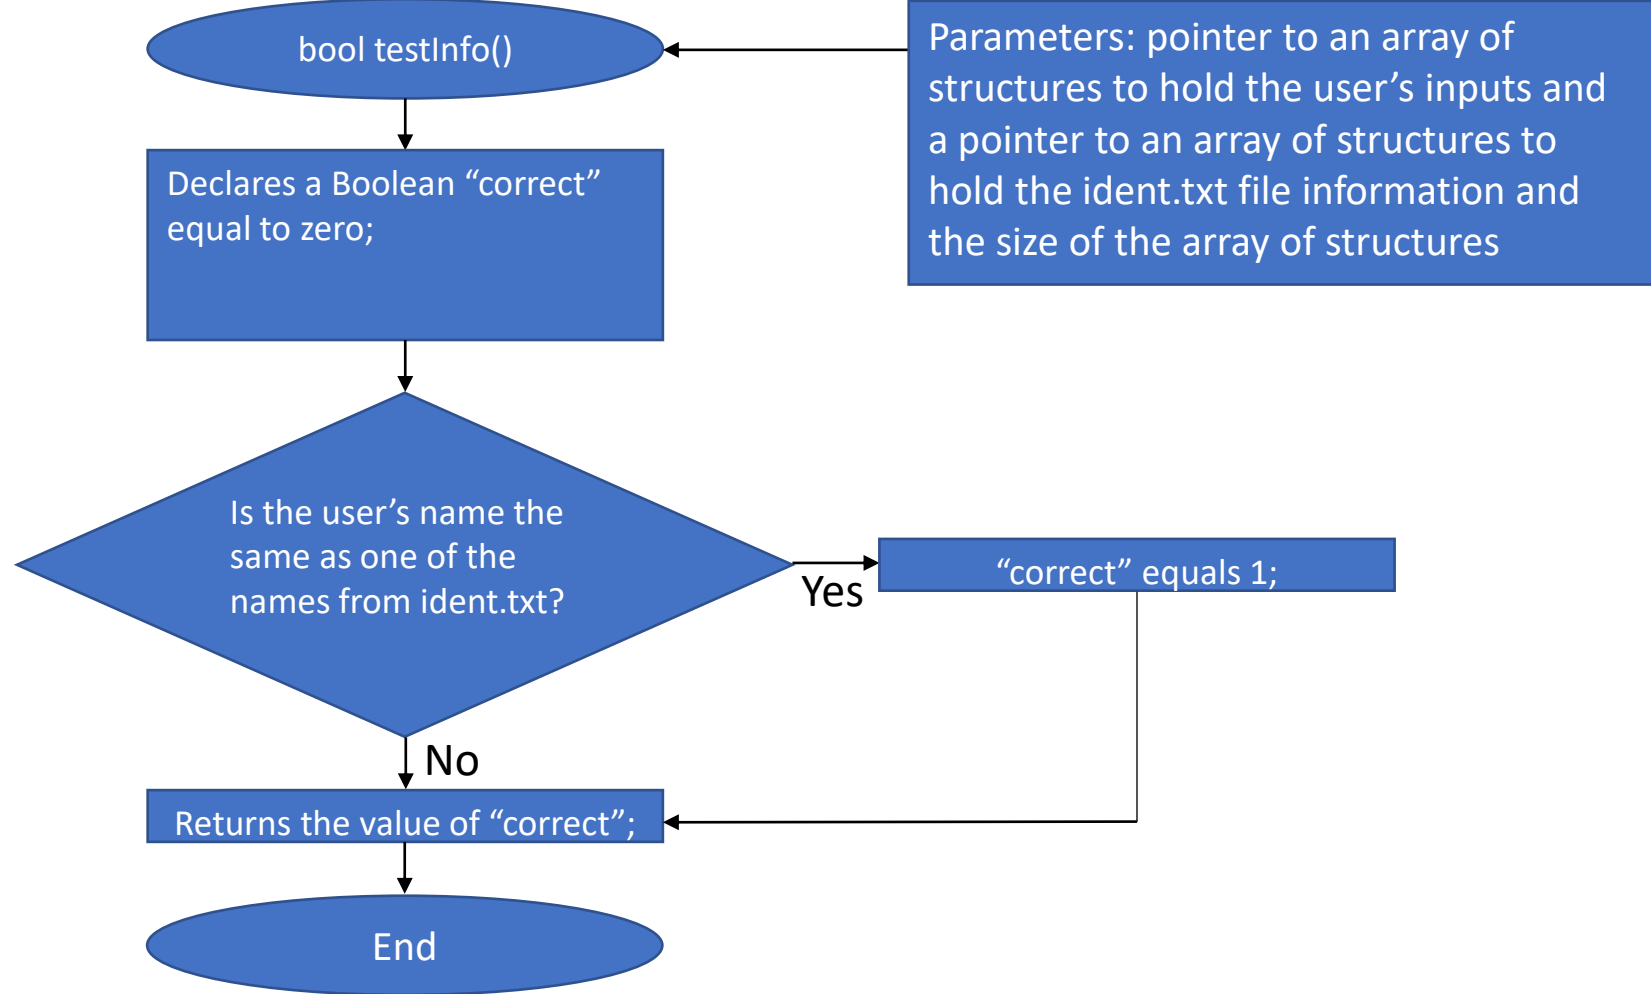 bool testInfo()
Parameters: pointer to an array of
structures to hold the user’s inputs and
a pointer to an array of structures to
hold the ident.txt file information and
the size of the array of structures
Declares a Boolean “correct”
equal to zero;
Is the user’s name the
same as one of the
names from ident.txt?
Yes
“correct” equals 1;
No
Returns the value of “correct”;
End